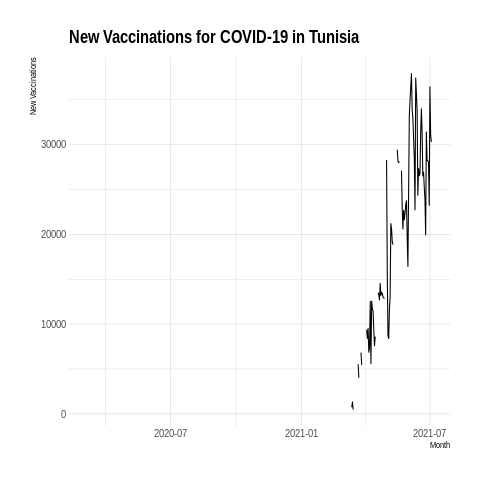 New Vaccinations for COVID-19 in Tunisia
New Vaccinations
30000
20000
10000
0
2020-07
2021-01
2021-07
Month